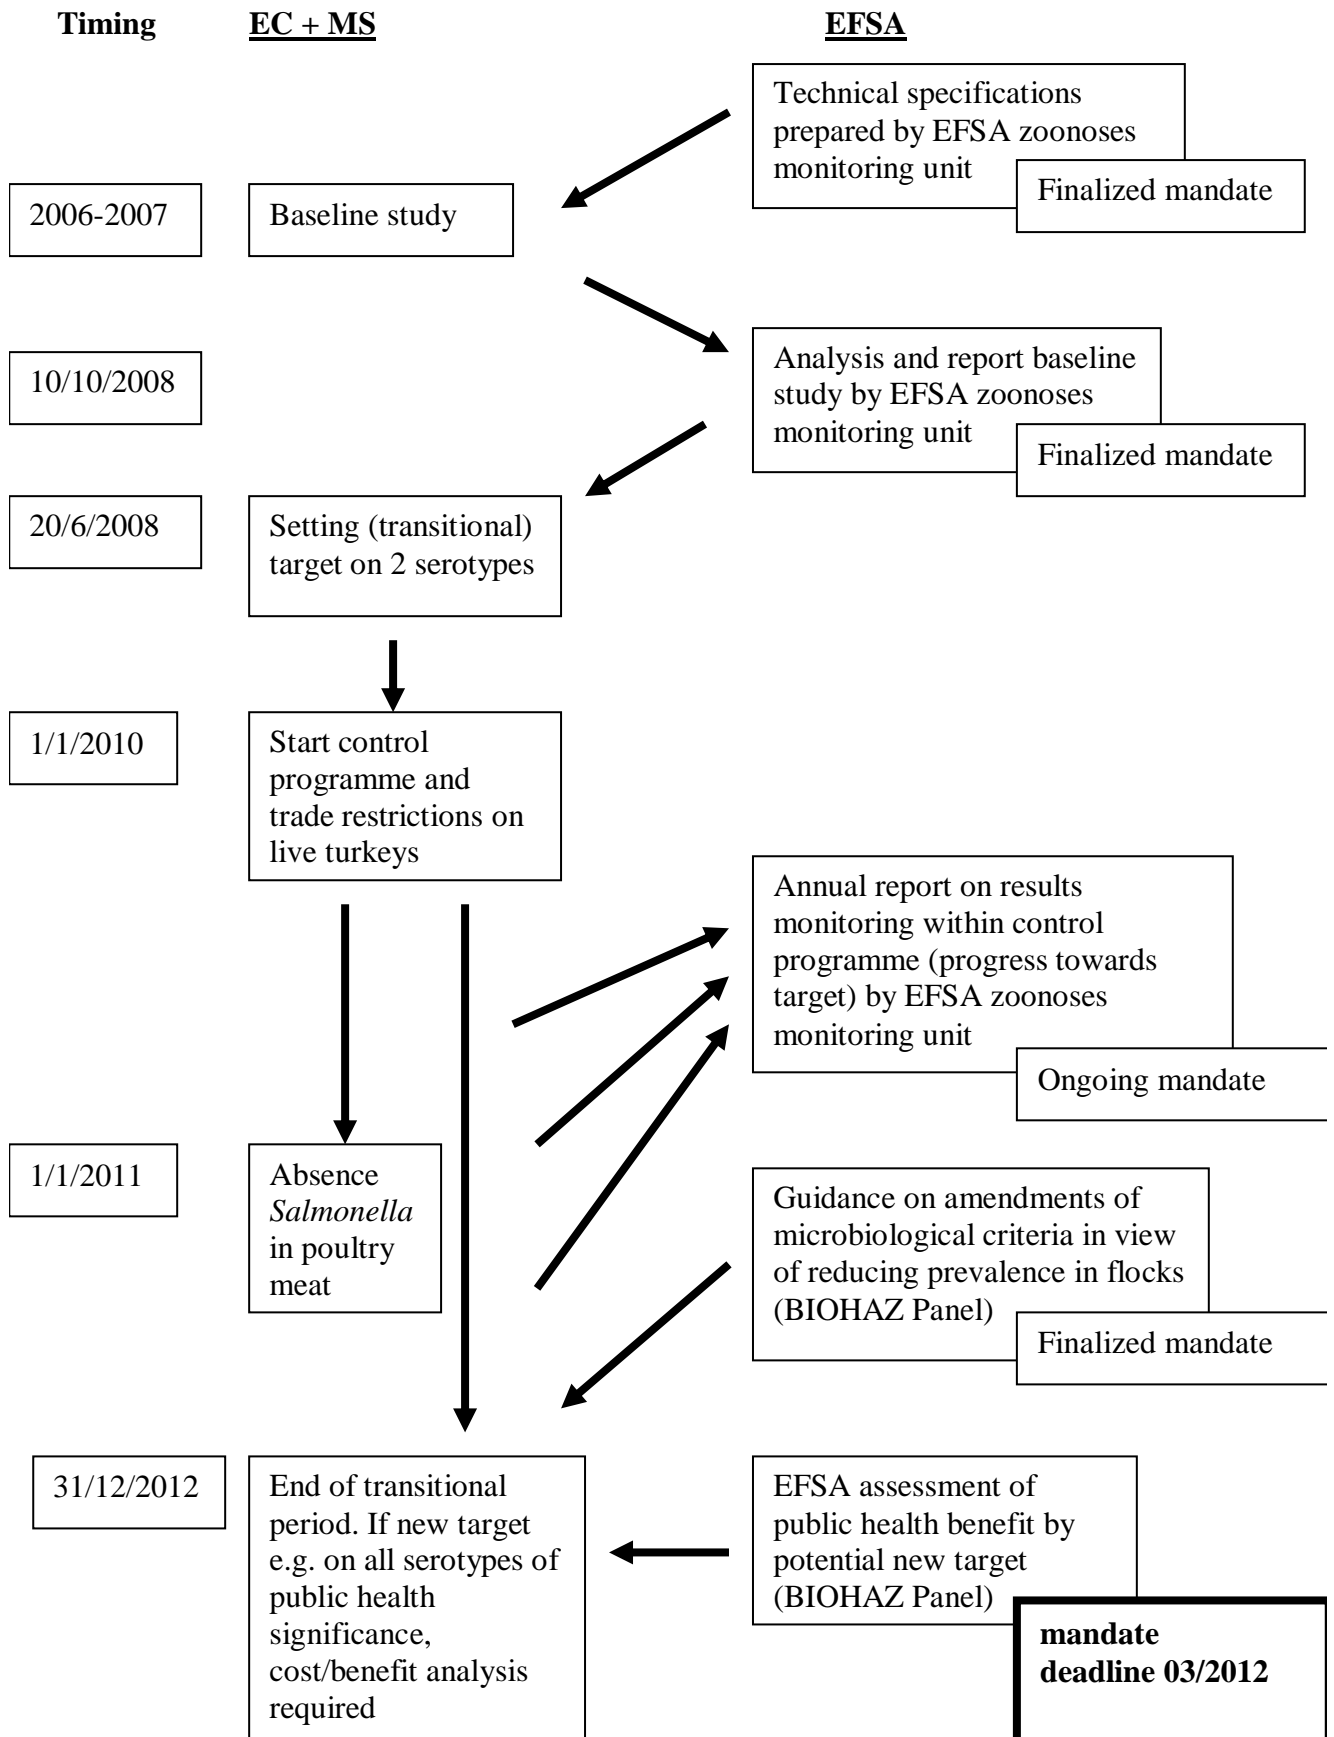 Timing EC + MS EFSA
Technical specifications
prepared by EFSA zoonoses
monitoring unit
Finalized mandate
2006-2007
Baseline study
10/10/2008
Analysis and report baseline
study by EFSA zoonoses
monitoring unit
Finalized mandate
20/6/2008
Setting (transitional)
target on 2 serotypes
1/1/2010
Start control
programme and
trade restrictions on
live turkeys
Annual report on results
monitoring within control
programme (progress towards
target) by EFSA zoonoses
monitoring unit
Ongoing mandate
1/1/2011
Absence
Salmonella
in poultry
meat
Guidance on amendments of
microbiological criteria in view
of reducing prevalence in flocks
(BIOHAZ Panel)
Finalized mandate
31/12/2012
End of transitional
period. If new target
e.g. on all serotypes of
public health
significance,
cost/benefit analysis
required
EFSA assessment of
public health benefit by
potential new target
(BIOHAZ Panel)
mandate
deadline 03/2012